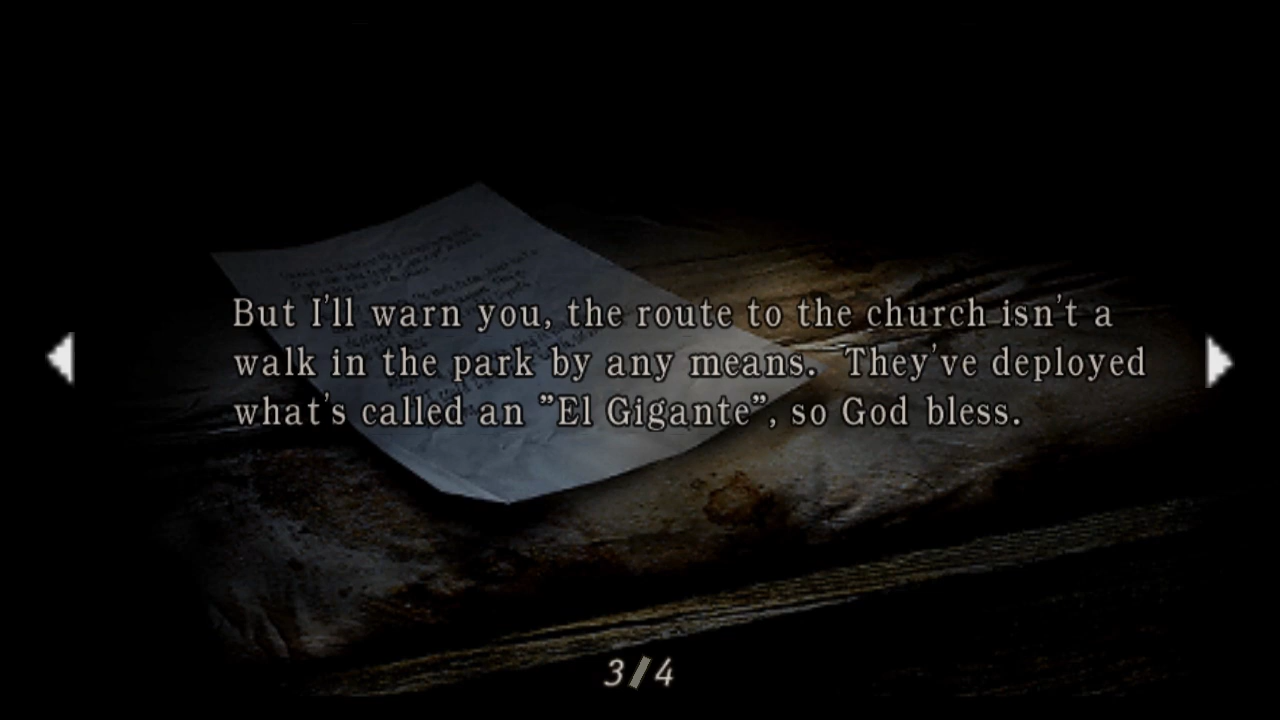 But I'll warn you, the route to the church isn't a
walk in the park by any means. They've deployed
what's called an ”El Gigante”, so God bless.
3/4